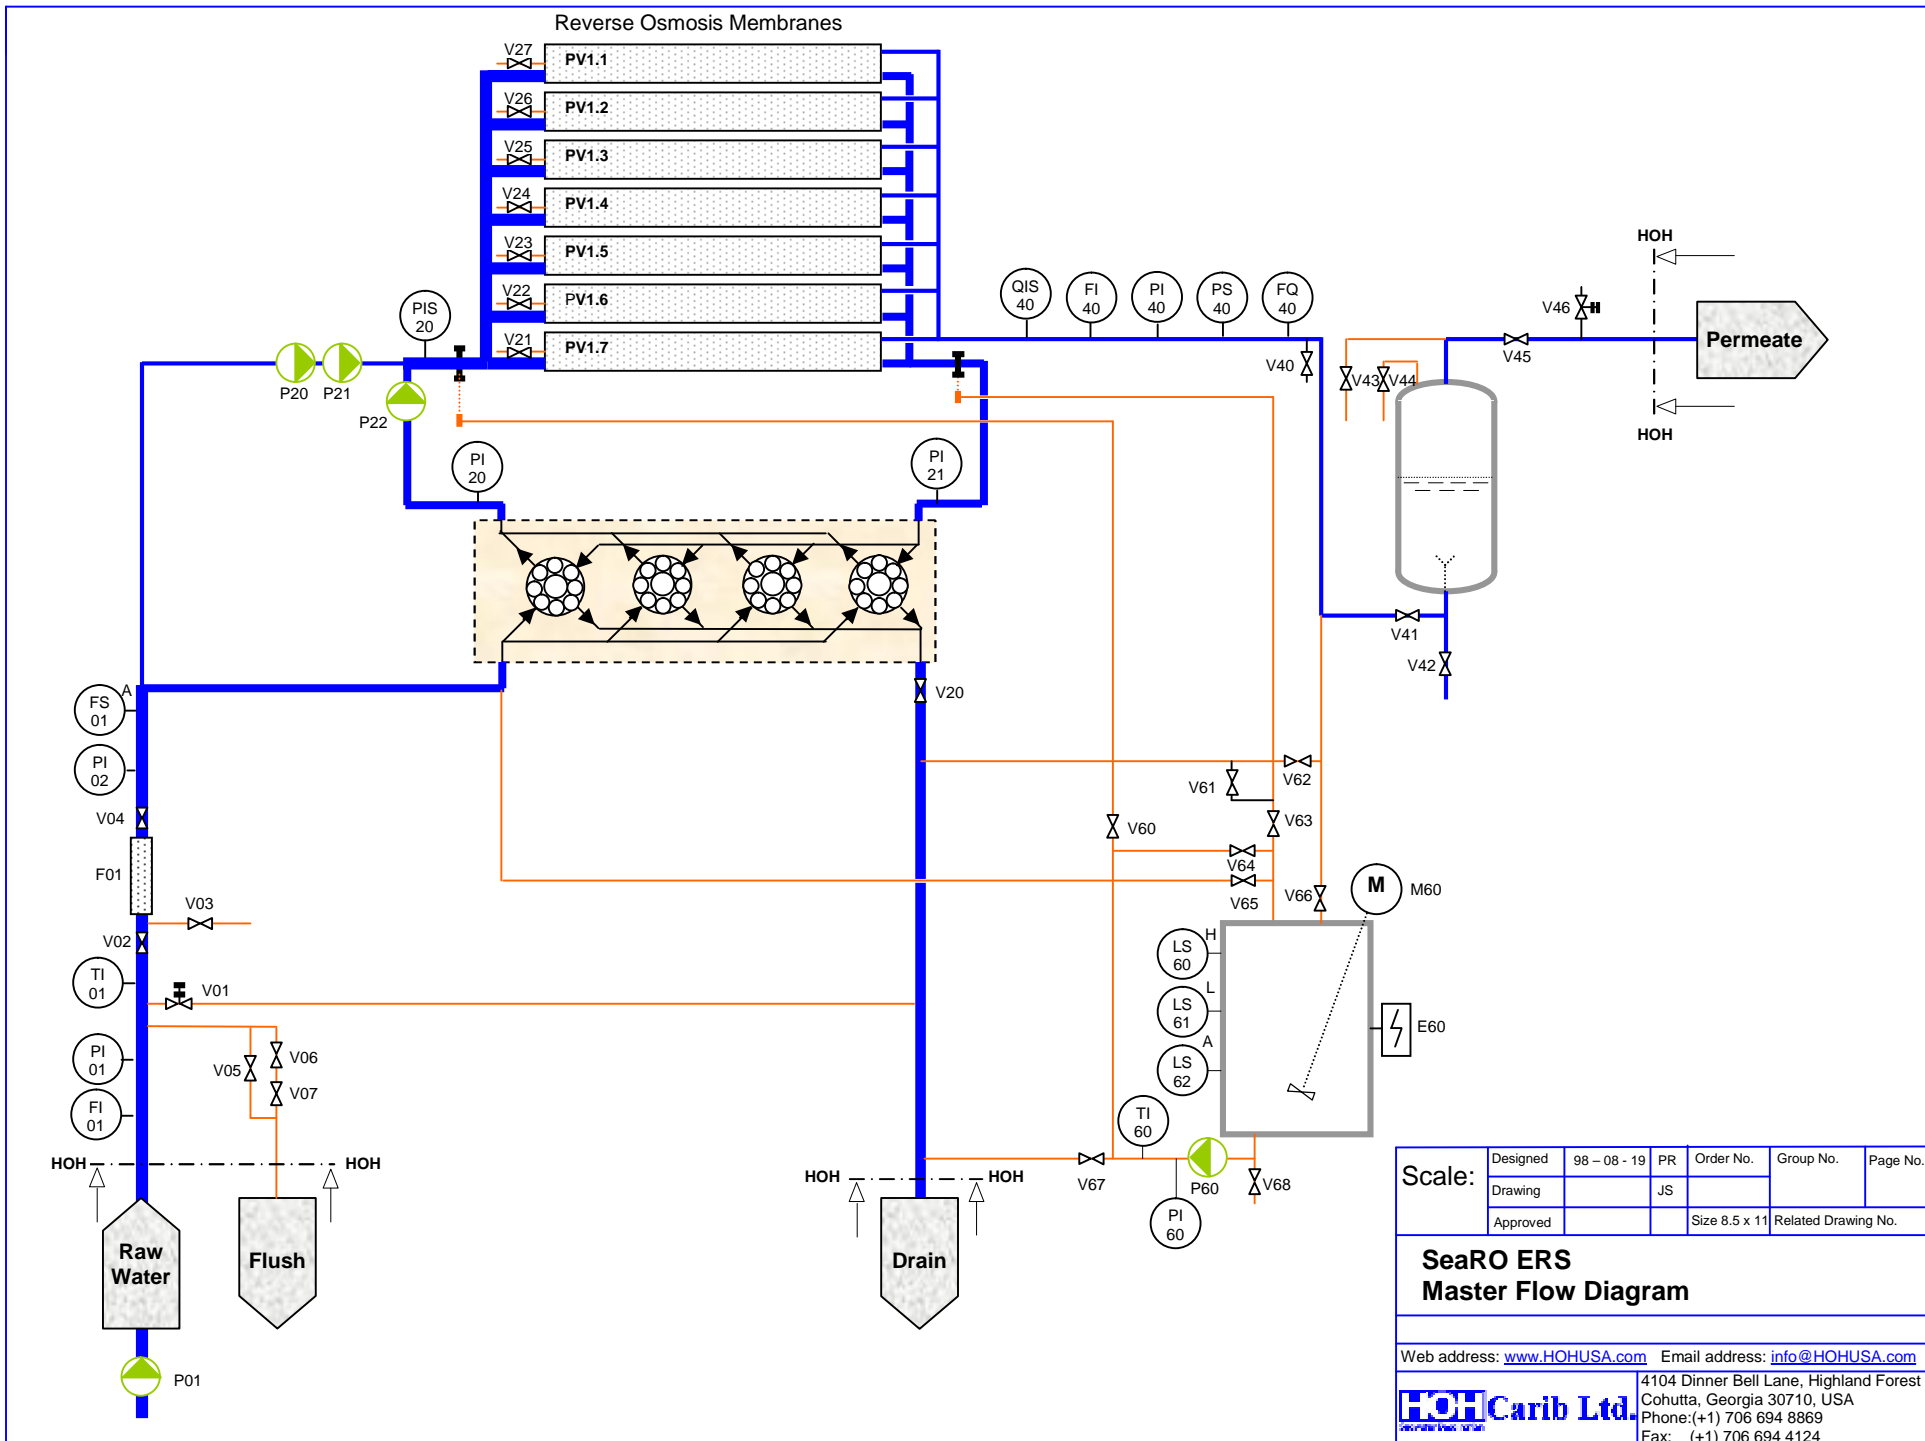 Reverse Osmosis Membranes
V27
PV1.1
V26
PV1.2
V25
PV1.3
V24
PV1.4
V23
PV1.5
V22
PV1.6
V21
PV1.7
PIS
20
P20
P21
P22
PI
20
PI
21
QIS
40
FI
40
PI
40
PS
40
FQ
40
V40
V43
V44
V45
V46
HOH
Permeate
HOH
V41
V42
V20
A
FS
01
PI
02
V04
F01
V03
V02
TI
01
V01
PI
01
V05
V06
V07
FI
01
HOH
HOH
Raw
Water
Flush
P01
HOH
HOH
Drain
V61
V62
V60
V63
V64
V65
V66
M
M60
H
LS
60
L
LS
61
A
LS
62
E60
TI
60
V67
P60
V68
PI
60
Scale:
Designed 98 – 08 - 19 PR Order No. Group No. Page No.
Drawing JS
Approved Size 8.5 x 11 Related Drawing No.
SeaRO ERS
Master Flow Diagram
Web address: www.HOHUSA.com Email address: info@HOHUSA.com
HOH Carib Ltd.
4104 Dinner Bell Lane, Highland Forest
Cohutta, Georgia 30710, USA
Phone:(+1) 706 694 8869
Fax: (+1) 706 694 4124